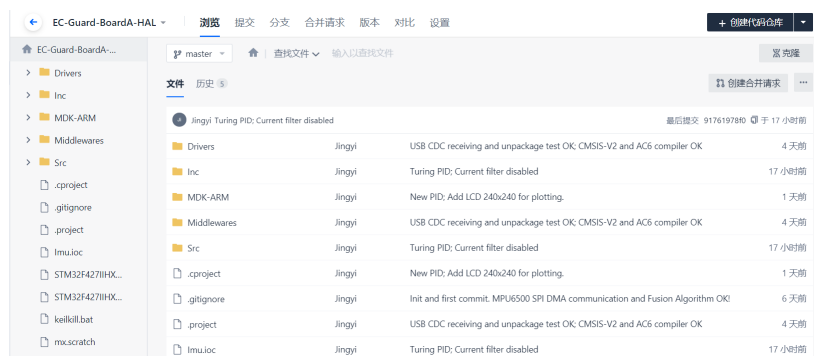 EC-Guard-BoardA-HAL 浏览 提交 分支 合并请求 版本 对比 设置 + 创建代码仓库
EC-Guard-BoardA-...
Drivers
Inc
MDK-ARM
Middlewares
Src
.cproject
.gitignore
.project
Imu.ioc
STM32F427IIHX...
STM32F427IIHX...
keilkill.bat
mx.scratch
master 查找文件 输入以查找文件 克隆
文件 历史 5 创建合并请求 ...
Jingyi Turing PID; Current filter disabled 最后提交 91761978f0 于 17 小时前
Drivers Jingyi USB CDC receiving and unpackage test OK; CMSIS-V2 and AC6 compiler OK 4 天前
Inc Jingyi Turing PID; Current filter disabled 17 小时前
MDK-ARM Jingyi New PID; Add LCD 240x240 for plotting. 1 天前
Middlewares Jingyi USB CDC receiving and unpackage test OK; CMSIS-V2 and AC6 compiler OK 4 天前
Src Jingyi Turing PID; Current filter disabled 17 小时前
.cproject Jingyi New PID; Add LCD 240x240 for plotting. 1 天前
.gitignore Jingyi Init and first commit. MPU6500 SPI DMA communication and Fusion Algorithm OK! 6 天前
.project Jingyi USB CDC receiving and unpackage test OK; CMSIS-V2 and AC6 compiler OK 4 天前
Imu.ioc Jingyi Turing PID; Current filter disabled 17 小时前